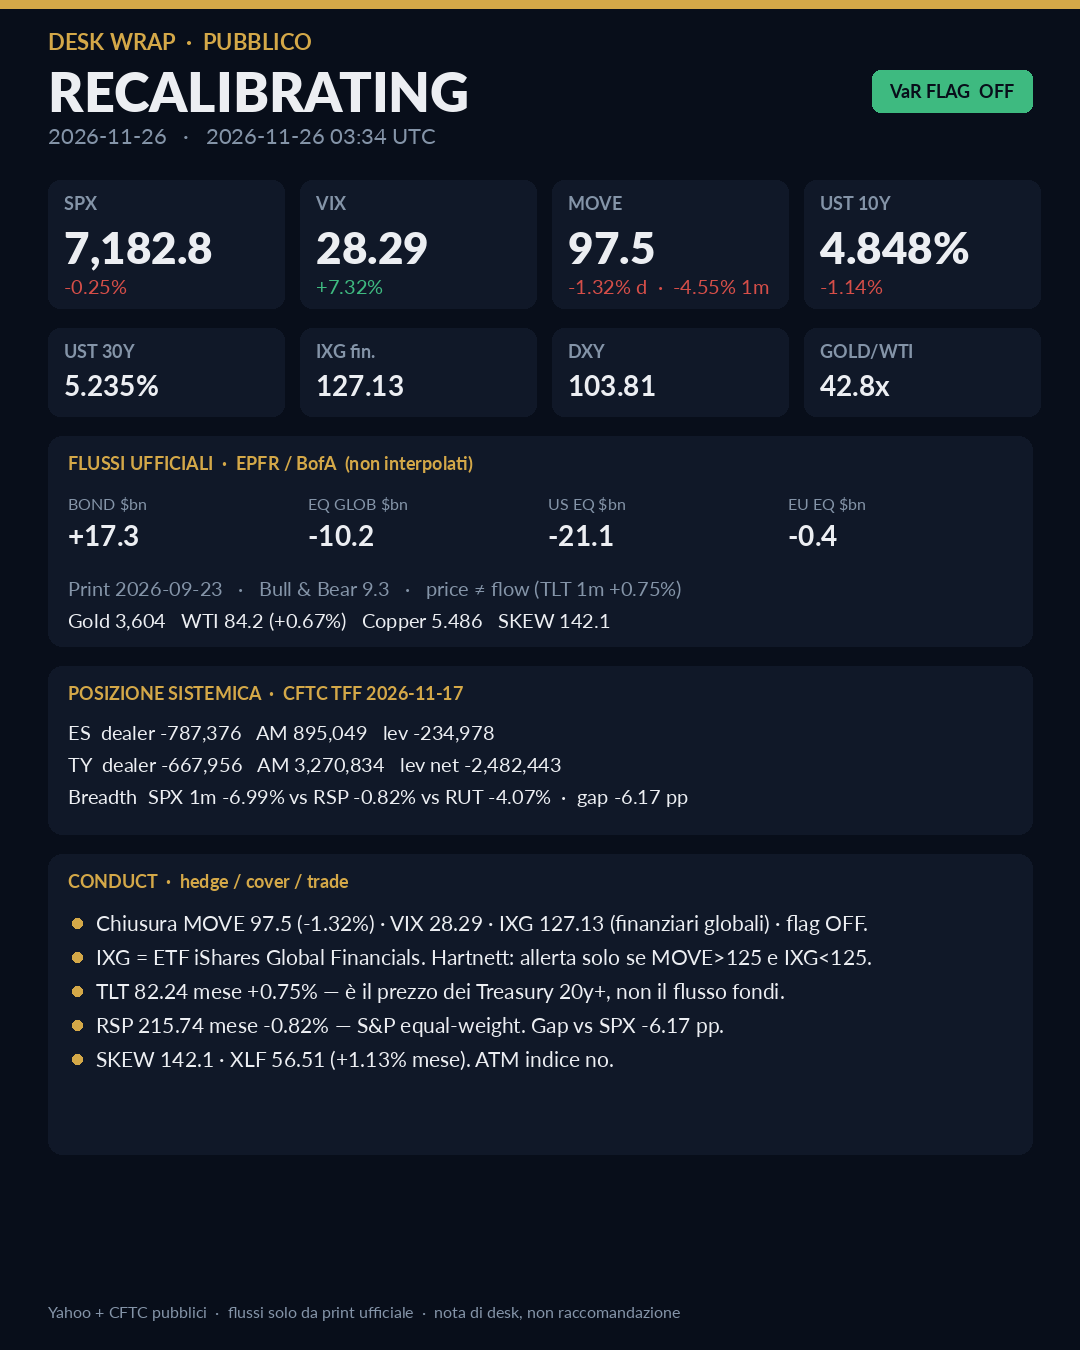 DESK WRAP · PUBBLICO
RECALIBRATING
VaR FLAG OFF
2026-11-26 · 2026-11-26 03:34 UTC
SPX
7,182.8
-0.25%
VIX
28.29
+7.32%
MOVE
97.5
-1.32% d · -4.55% 1m
UST 10Y
4.848%
-1.14%
UST 30Y
5.235%
IXG fin.
127.13
DXY
103.81
GOLD/WTI
42.8x
FLUSSI UFFICIALI · EPFR / BofA (non interpolati)
BOND $bn
+17.3
EQ GLOB $bn
-10.2
US EQ $bn
-21.1
EU EQ $bn
-0.4
Print 2026-09-23 · Bull & Bear 9.3 · price ≠ flow (TLT 1m +0.75%)
Gold 3,604 WTI 84.2 (+0.67%) Copper 5.486 SKEW 142.1
POSIZIONE SISTEMICA · CFTC TFF 2026-11-17
ES dealer -787,376 AM 895,049 lev -234,978
TY dealer -667,956 AM 3,270,834 lev net -2,482,443
Breadth SPX 1m -6.99% vs RSP -0.82% vs RUT -4.07% · gap -6.17 pp
CONDUCT · hedge / cover / trade
Chiusura MOVE 97.5 (-1.32%) · VIX 28.29 · IXG 127.13 (finanziari globali) · flag OFF.
IXG = ETF iShares Global Financials. Hartnett: allerta solo se MOVE>125 e IXG<125.
TLT 82.24 mese +0.75% — è il prezzo dei Treasury 20y+, non il flusso fondi.
RSP 215.74 mese -0.82% — S&P equal-weight. Gap vs SPX -6.17 pp.
SKEW 142.1 · XLF 56.51 (+1.13% mese). ATM indice no.
Yahoo + CFTC pubblici · flussi solo da print ufficiale · nota di desk, non raccomandazione